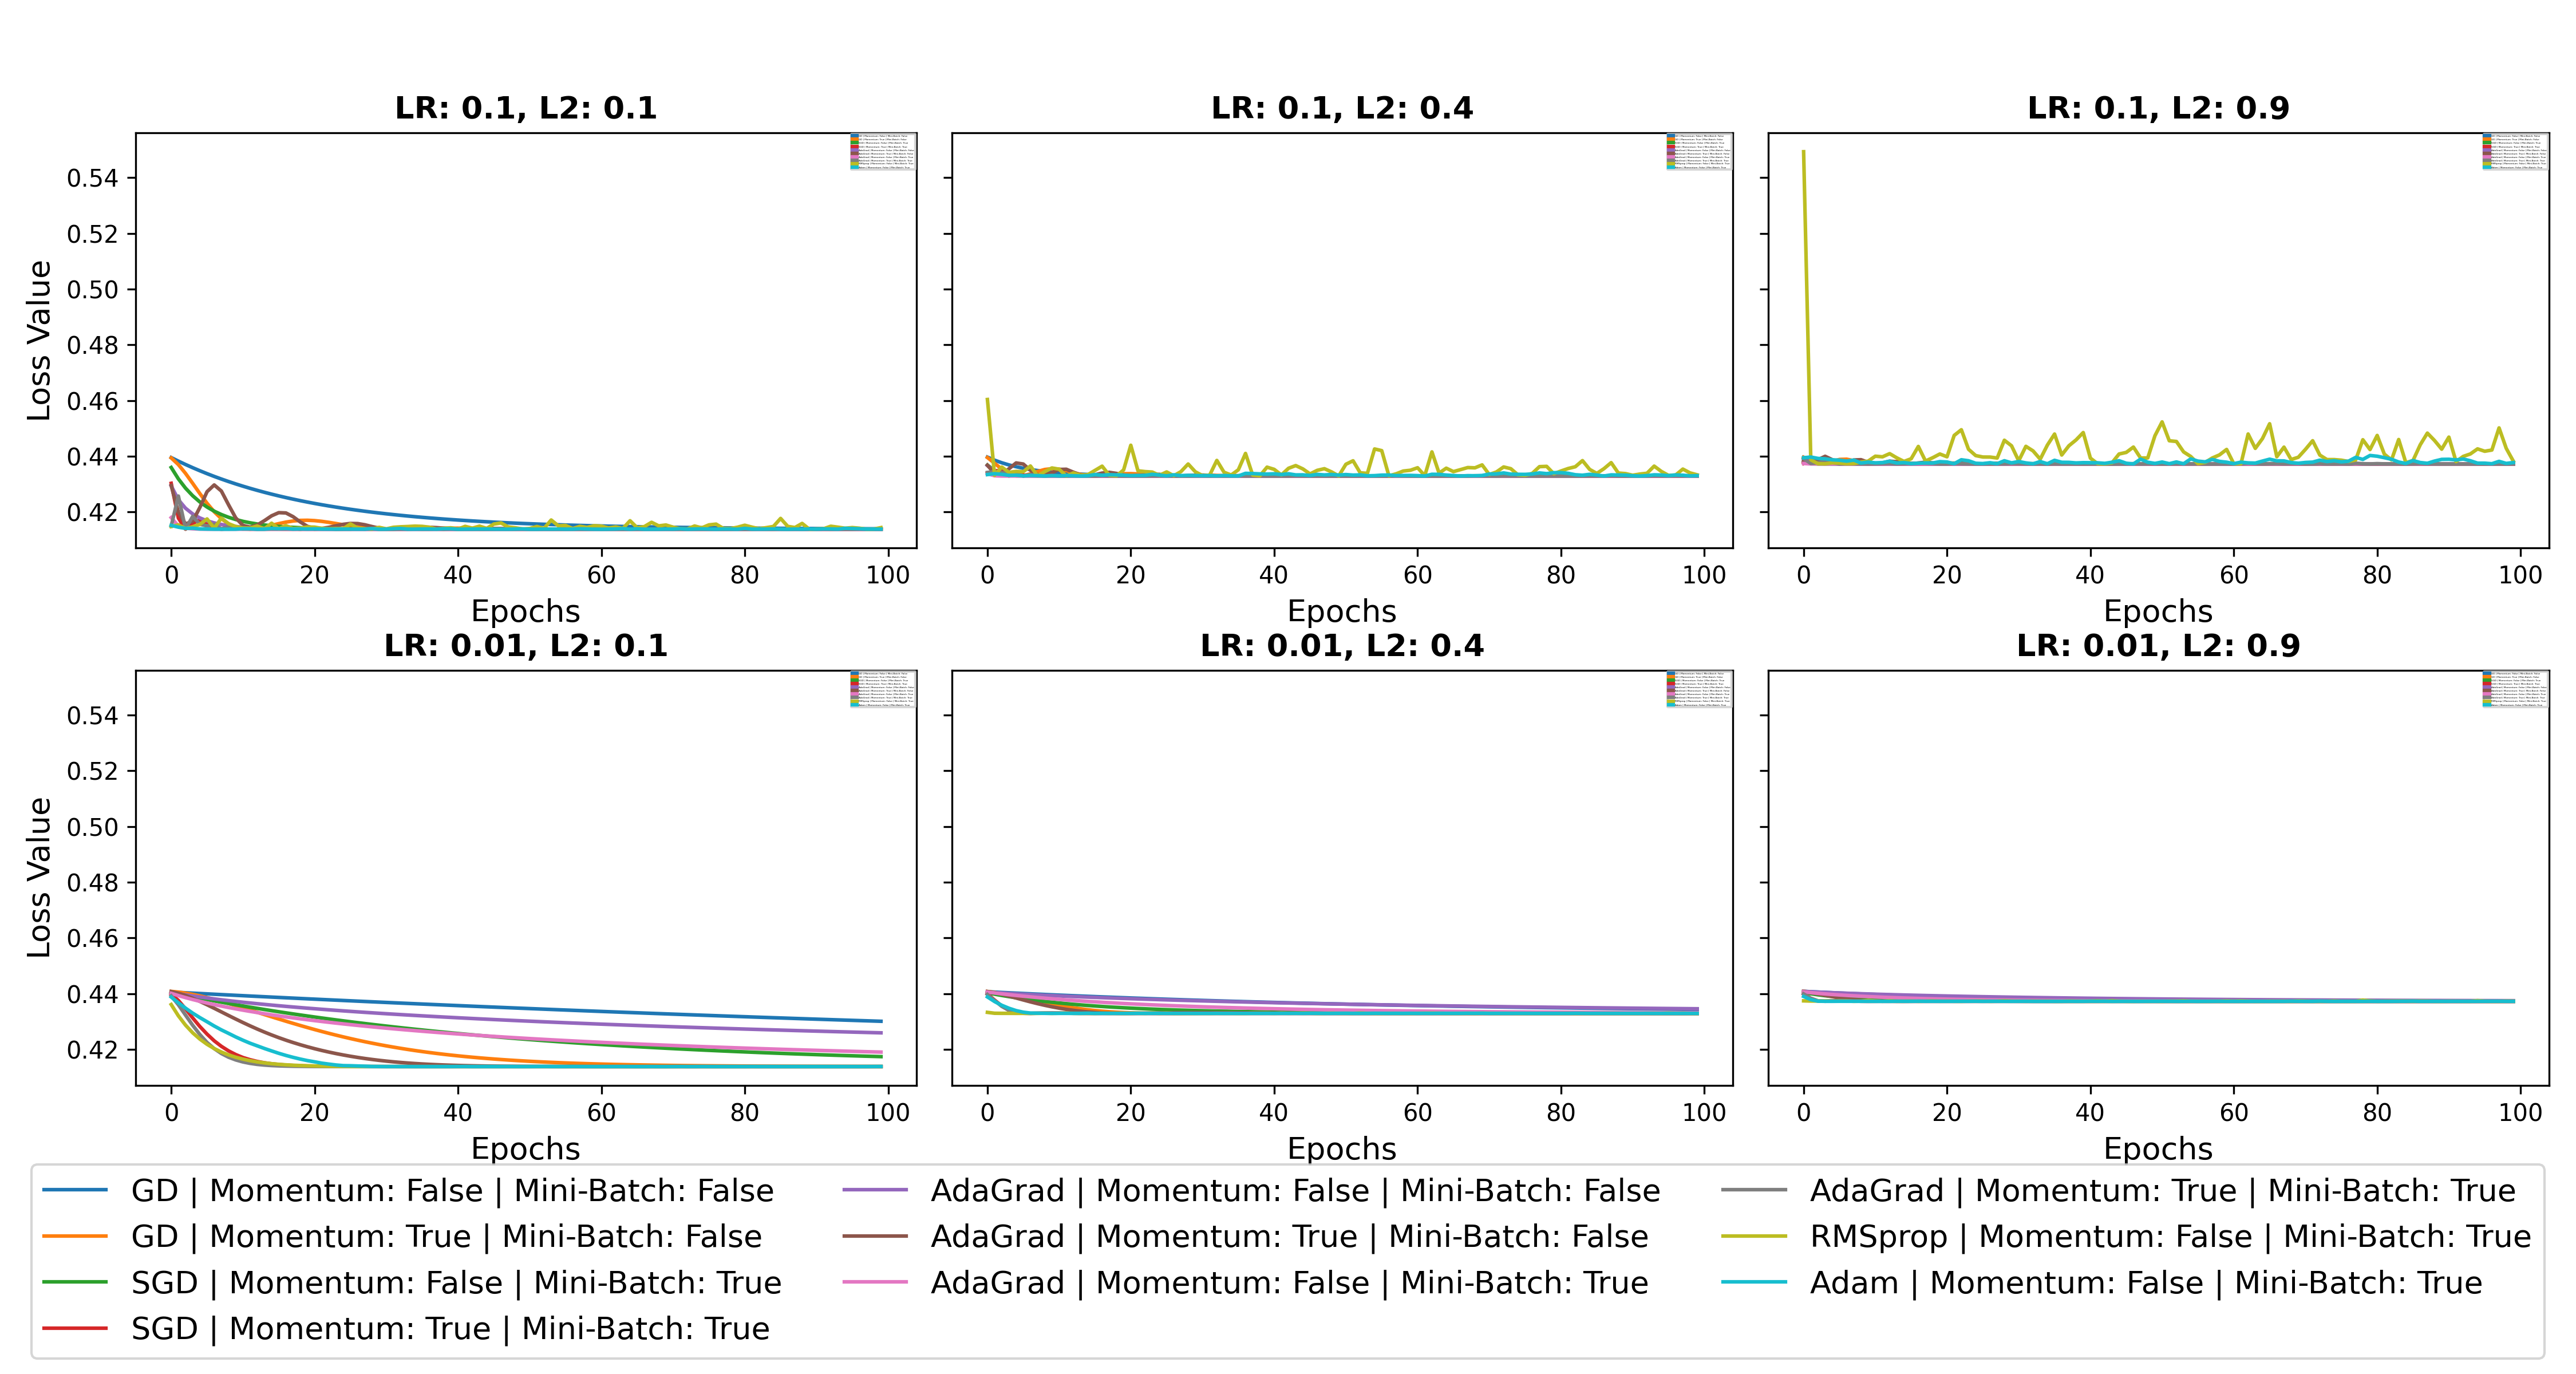 LR: 0.1, L2: 0.1
LR: 0.1, L2: 0.4
LR: 0.1, L2: 0.9
Loss Value
0.54
0.52
0.50
0.48
0.46
0.44
0.42
0 20 40 60 80 100
0 20 40 60 80 100
0 20 40 60 80 100
Epochs
Epochs
Epochs
LR: 0.01, L2: 0.1
LR: 0.01, L2: 0.4
LR: 0.01, L2: 0.9
Loss Value
0.54
0.52
0.50
0.48
0.46
0.44
0.42
0 20 40 60 80 100
0 20 40 60 80 100
0 20 40 60 80 100
Epochs
Epochs
Epochs
GD | Momentum: False | Mini-Batch: False
GD | Momentum: True | Mini-Batch: False
SGD | Momentum: False | Mini-Batch: True
SGD | Momentum: True | Mini-Batch: True
AdaGrad | Momentum: False | Mini-Batch: False
AdaGrad | Momentum: True | Mini-Batch: False
AdaGrad | Momentum: False | Mini-Batch: True
AdaGrad | Momentum: True | Mini-Batch: True
RMSprop | Momentum: False | Mini-Batch: True
Adam | Momentum: False | Mini-Batch: True